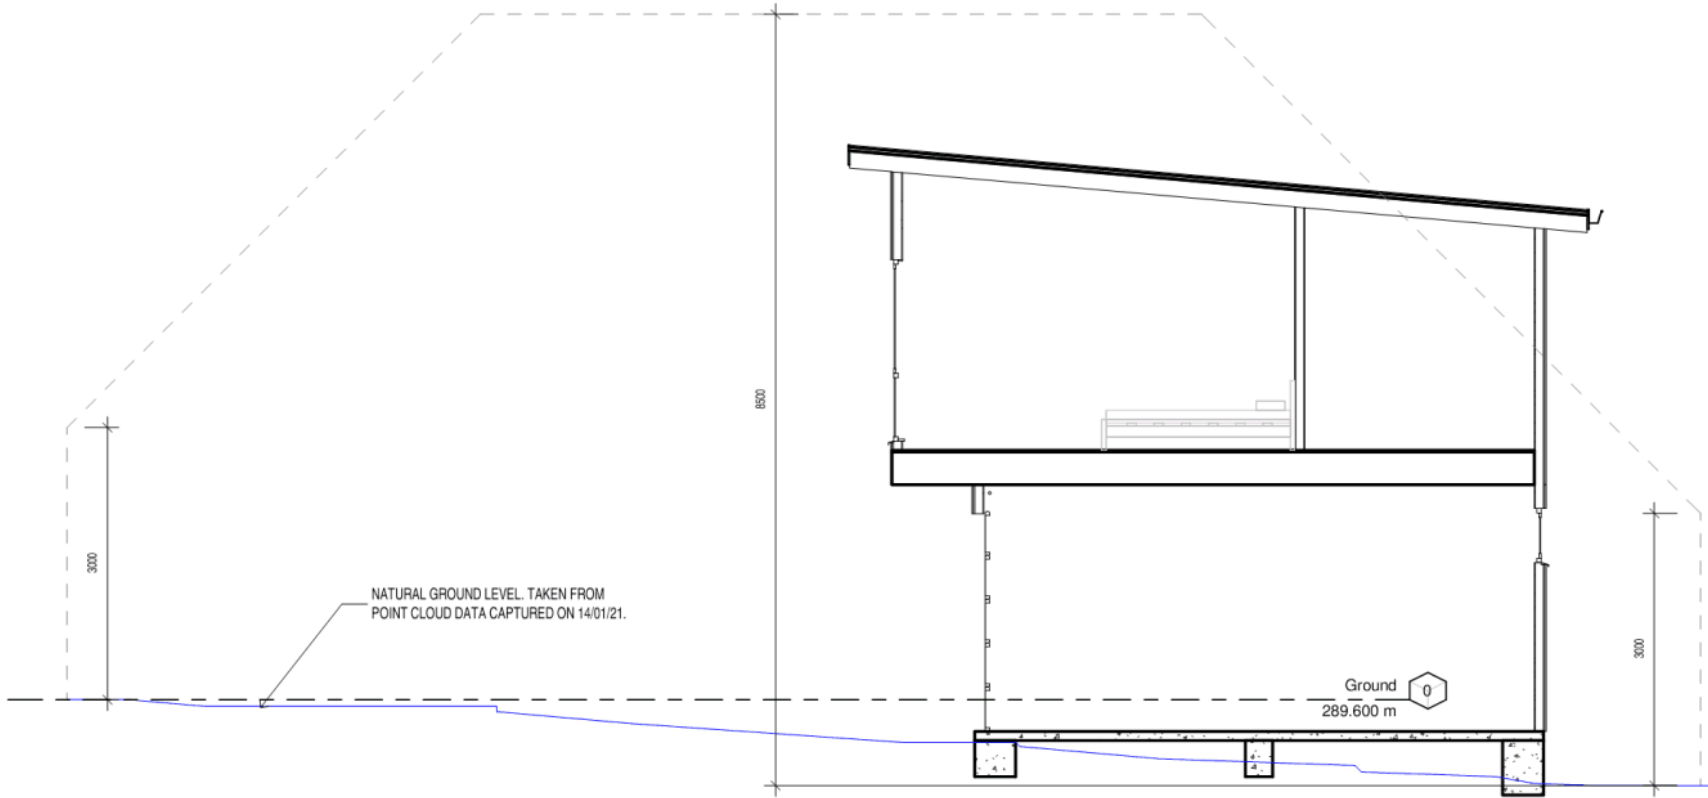 8500
3000
NATURAL GROUND LEVEL. TAKEN FROM
POINT CLOUD DATA CAPTURED ON 14/01/21.
3000
Ground
0
289.600 m